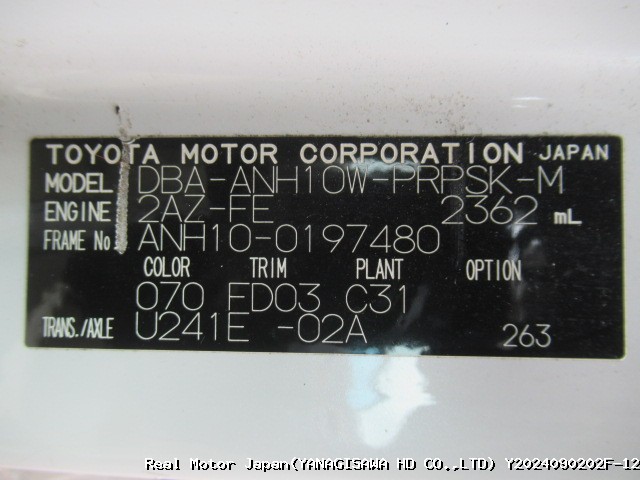 TOYOTA MOTOR CORPORATION JAPAN
MODEL DBA-ANH10W-PRPSK-M
ENGINE 2AZ-FE 2362 mL
FRAME No. ANH10-0197480
COLOR TRIM PLANT OPTION
070 FD03 C31
TRANS./AXLE U241E -02A 263
Real Motor Japan(YANAGISAWA HD CO.,LTD) Y2024090202F-12